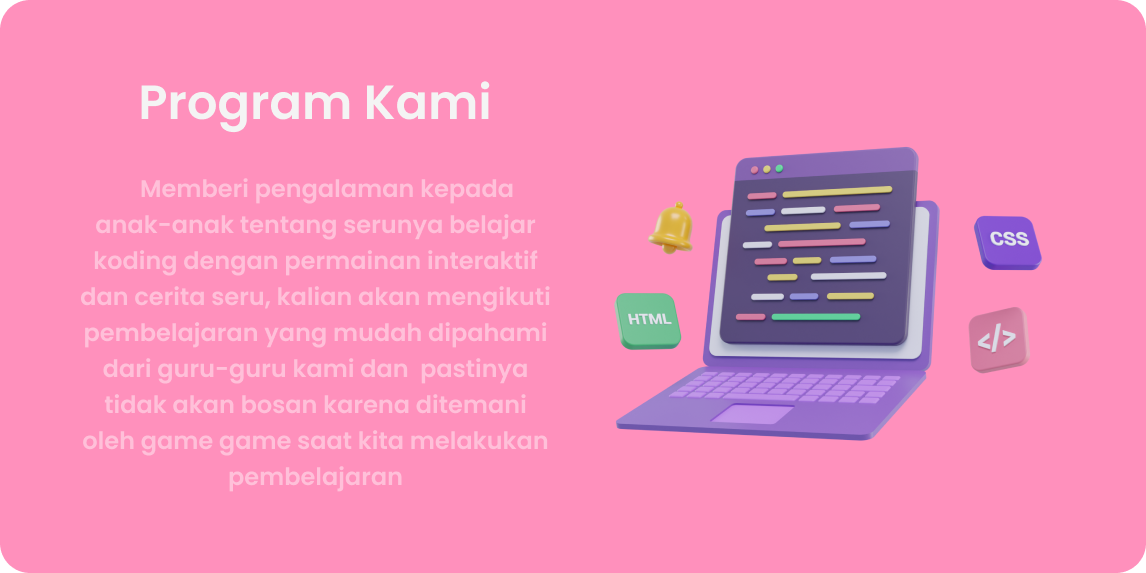 Program Kami
Memberi pengalaman kepada
anak-anak tentang serunya belajar
koding dengan permainan interaktif
dan cerita seru, kalian akan mengikuti
pembelajaran yang mudah dipahami
dari guru-guru kami dan  pastinya
tidak akan bosan karena ditemani
oleh game game saat kita melakukan
pembelajaran
HTML
CSS
</>